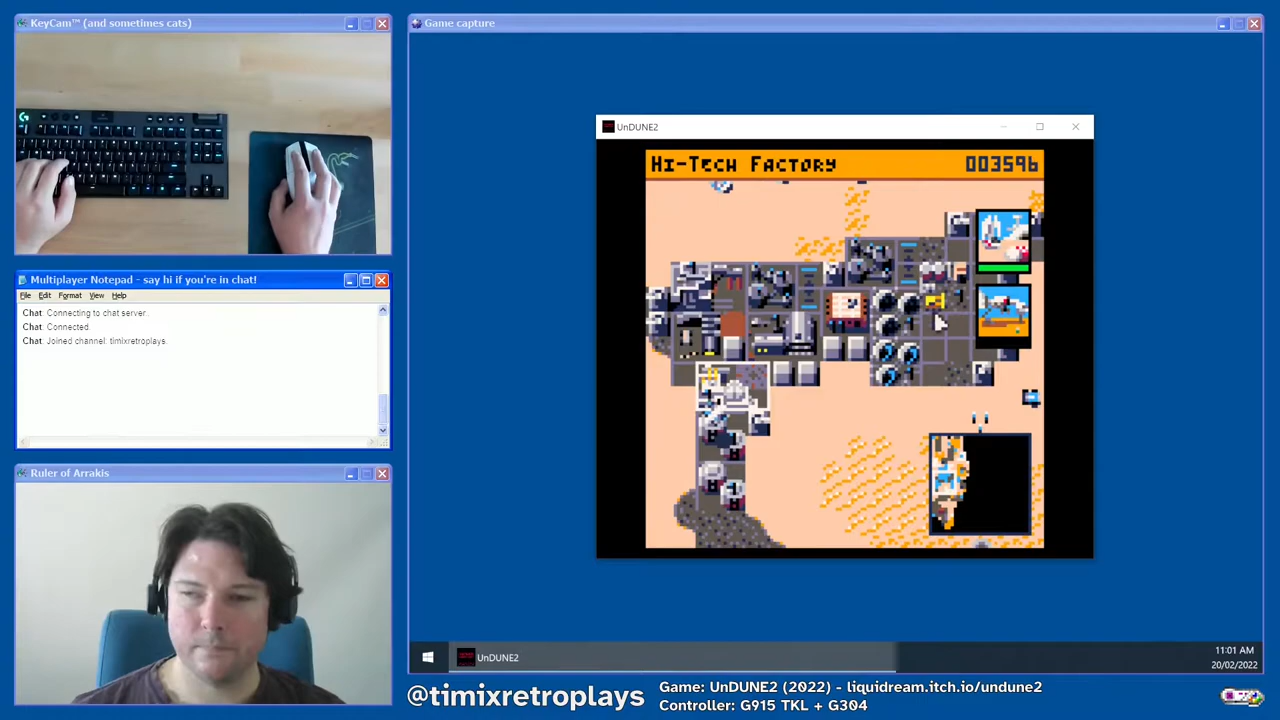 KeyCam™ (and sometimes cats)
Game capture
UnDUNE2
Hi-Tech Factory 003596
Multiplayer Notepad - say hi if you're in chat!
File Edit Format View Help
Chat: Connecting to chat server.
Chat: Connected.
Chat: Joined channel: timixretroplays.
Ruler of Arrakis
UnDUNE2
11:01 AM
20/02/2022
@timixretroplays
Game: UnDUNE2 (2022) - liquidream.itch.io/undune2
Controller: G915 TKL + G304